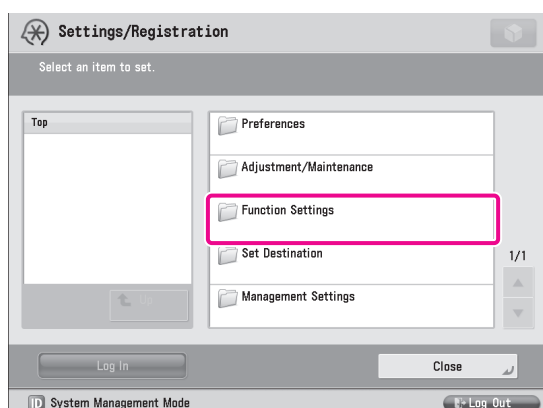 Settings/Registration
Select an item to set.
Top
Preferences
Adjustment/Maintenance
Function Settings
Set Destination
1/1
Management Settings
Up
Log In
Close
ID System Management Mode
Log Out